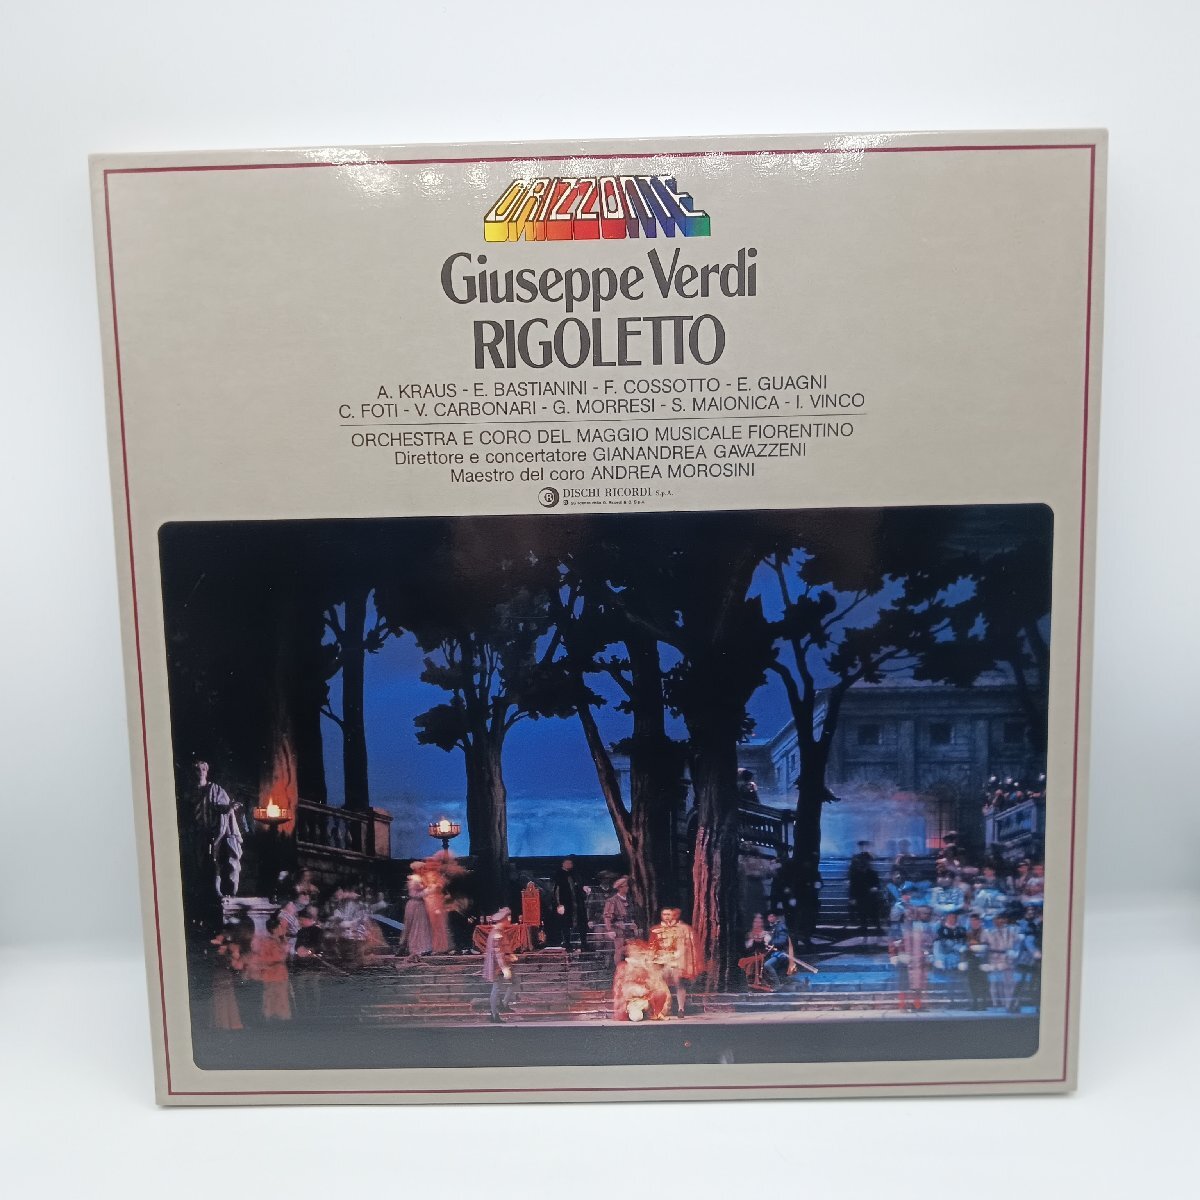 ORIZZONTE
Giuseppe Verdi
RIGOLETTO
A. KRAUS - E. BASTIANINI - F. COSSOTTO - E. GUAGNI
C. FOTI - V. CARBONARI - G. MORRESI - S. MAIONICA - I. VINCO
ORCHESTRA E CORO DEL MAGGIO MUSICALE FIORENTINO
Direttore e concertatore GIANANDREA GAVAZZENI
Maestro del coro ANDREA MOROSINI
DISCHI RICORDI S.p.A.